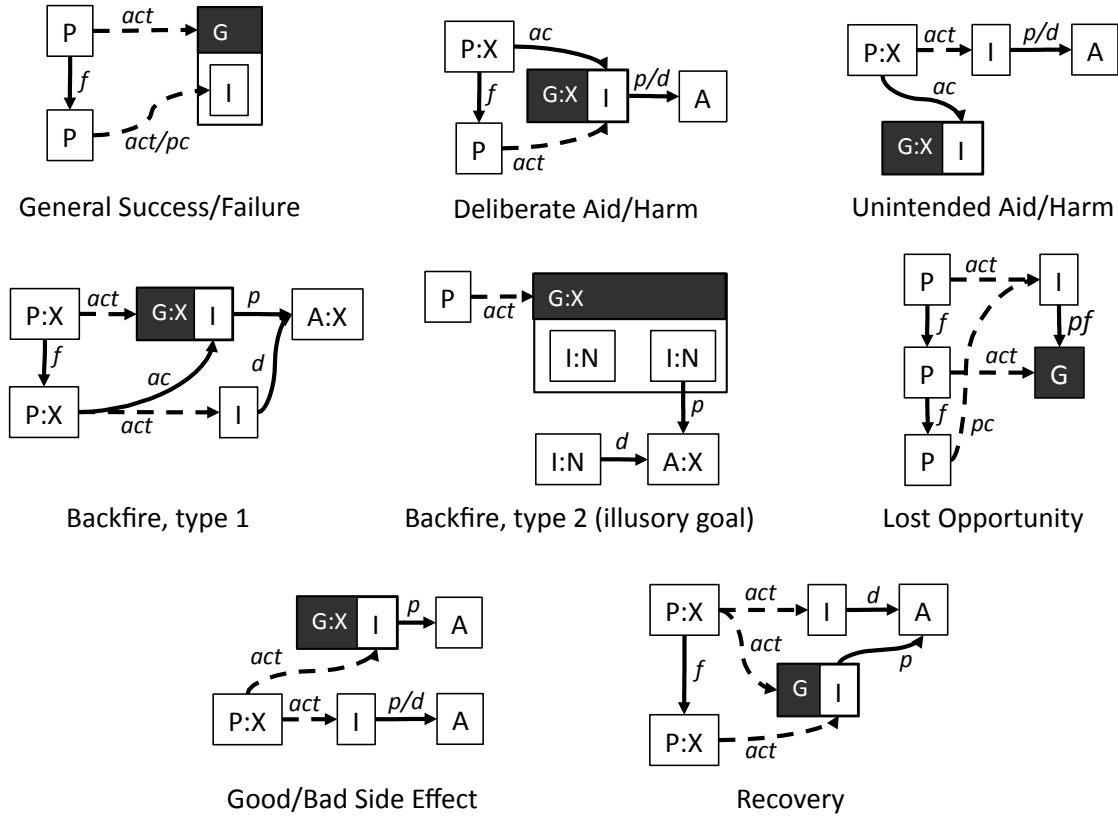 P act G
f
I
P act/pc
General Success/Failure
P:X ac
G:X I p/d A
f
P act
Deliberate Aid/Harm
P:X act I p/d A
ac
G:X I
Unintended Aid/Harm
P:X act G:X I p A:X
f
ac d
P:X act I
Backfire, type 1
P act G:X
I:N I:N
p
I:N d A:X
Backfire, type 2 (illusory goal)
P act I
f pf
P act G
f pc
P
Lost Opportunity
G:X I p A
act
P:X act I p/d A
Good/Bad Side Effect
P:X act I d A
act
f G I p
P:X act
Recovery